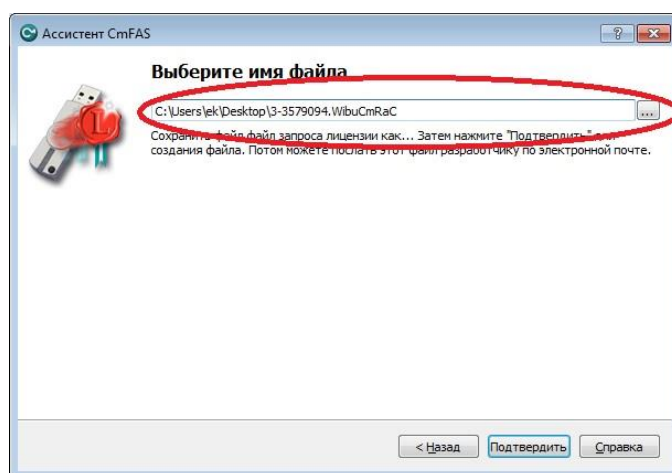 Ассистент CmFAS
Выберите имя файла
C:\Users\ek\Desktop\3-3579094.WibuCmRaC
...
Сохранить файл файл запроса лицензии как... Затем нажмите "Подтвердить" для
создания файла. Потом можете послать этот файл разработчику по электронной почте.
< Назад Подтвердить Справка